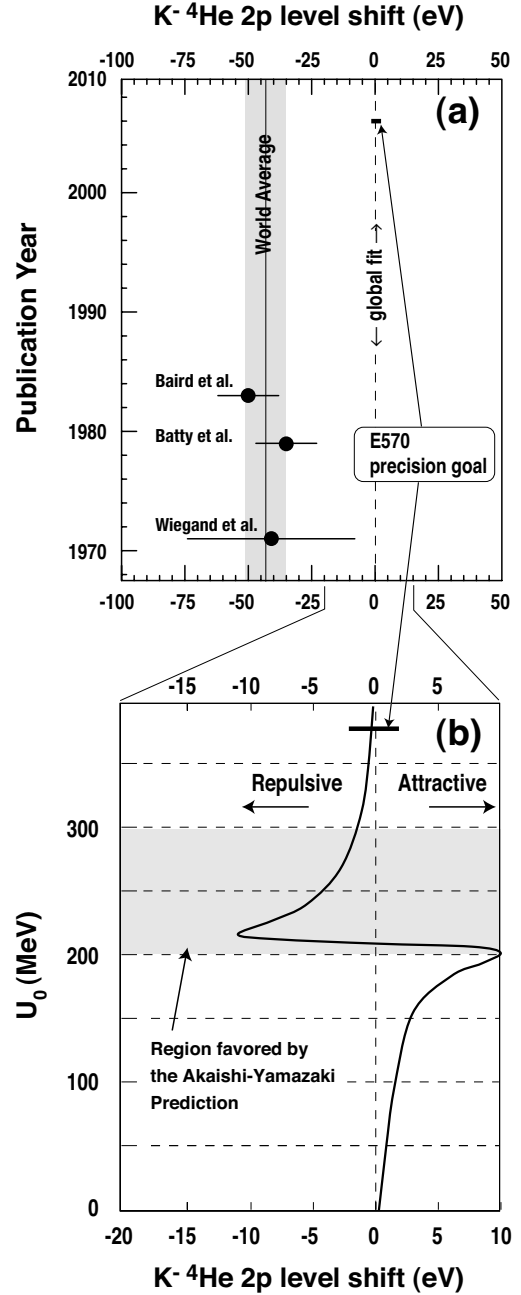 K- 4He 2p level shift (eV)
-100 -75 -50 -25 0 25 50
(a)
2010
2000
1990
1980
1970
Publication Year
World Average
global fit
Baird et al.
Batty et al.
Wiegand et al.
E570
precision goal
-100 -75 -50 -25 0 25 50
-15 -10 -5 0 5
(b)
Repulsive Attractive
300
200
100
0
U0 (MeV)
Region favored by
the Akaishi-Yamazaki
Prediction
-20 -15 -10 -5 0 5 10
K- 4He 2p level shift (eV)